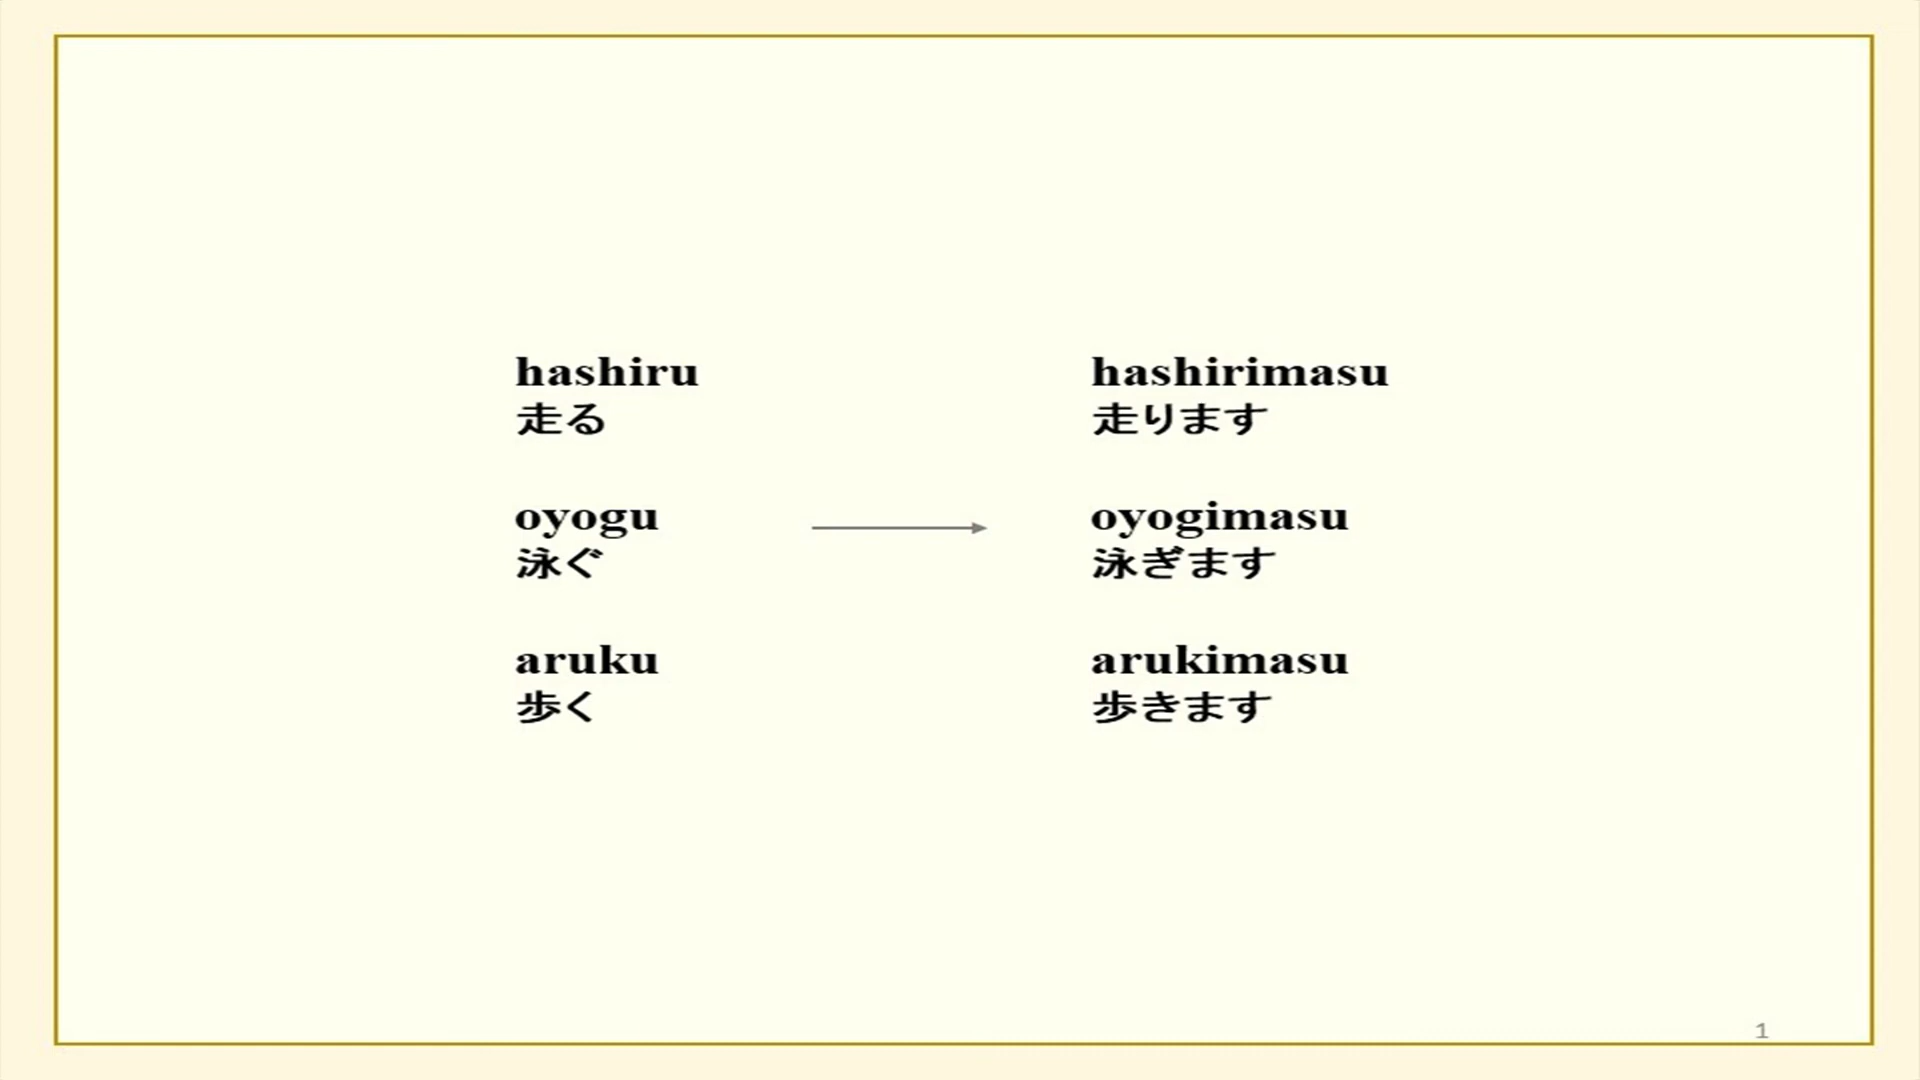 hashiru
走る
oyogu
泳ぐ
aruku
歩く
hashirimasu
走ります
oyogimasu
泳ぎます
arukimasu
歩きます
1